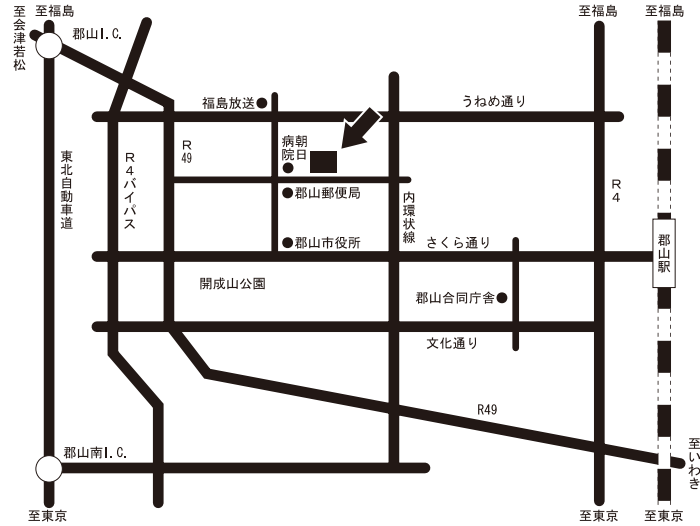 至福島
至福島
至福島
至会津若松
郡山I.C.
福島放送
うねめ通り
朝日病院
R49
R4バイパス
東北自動車道
郡山郵便局
内環状線
R4
郡山市役所
さくら通り
郡山駅
開成山公園
郡山合同庁舎
文化通り
R49
郡山南I.C.
至いわき
至東京
至東京
至東京